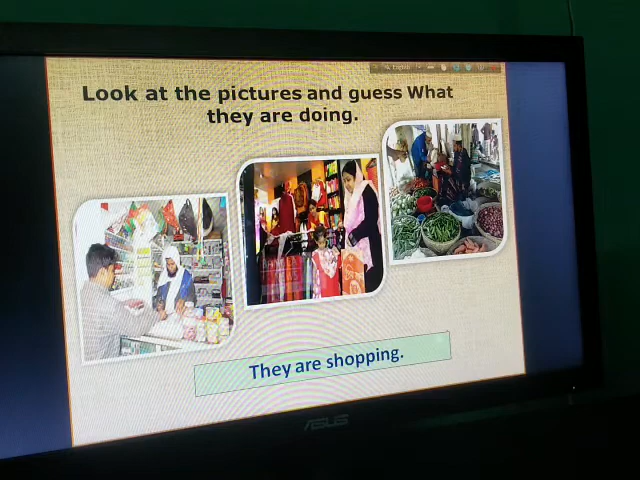 Look at the pictures and guess What
they are doing.
They are shopping.
ASUS